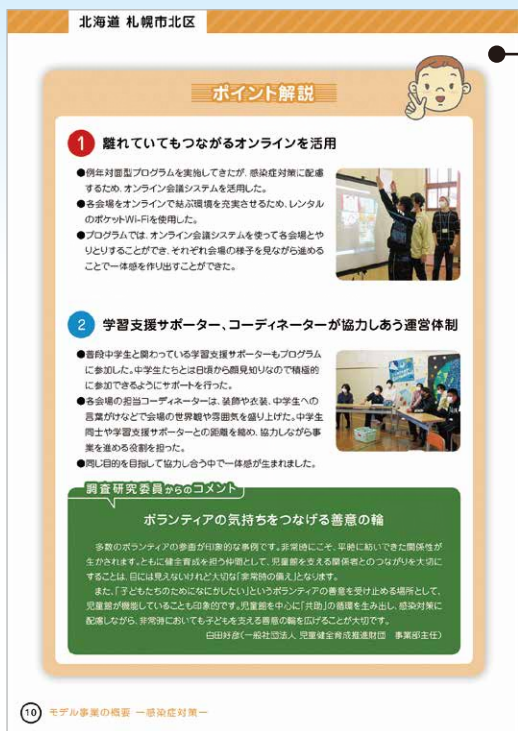 北海道 札幌市北区
ポイント解説
1 離れていてもつながるオンラインを活用
●例年対面型プログラムを実施してきたが、感染症対策に配慮
するため、オンライン会議システムを活用した。
●各会場をオンラインで結ぶ環境を充実させるため、レンタル
のポケットWi-Fiを使用した。
●プログラムでは、オンライン会議システムを使って各会場とや
りとりすることができ、それぞれ会場の様子を見ながら進める
ことで一体感を作り出すことができた。
2 学習支援サポーター、コーディネーターが協力しあう運営体制
●普段中学生と関わっている学習支援サポーターもプログラム
に参加した。中学生たちとは日頃から顔見知りなので積極的
に参加できるようにサポートを行った。
●各会場の担当コーディネーターは、装飾や衣装、中学生への
言葉がけなどで会場の世界観や雰囲気を盛り上げた。中学生
同士や学習支援サポーターとの距離を縮め、協力しながら事
業を進める役割を担った。
●同じ目的を目指して協力し合う中で一体感が生まれました。
調査研究委員からのコメント
ボランティアの気持ちをつなげる善意の輪
多数のボランティアの参画が印象的な事例です。非常時にこそ、平時に紡いできた関係性が
生かされます。ともに健全育成を担う仲間として、児童館を支える関係者とのつながりを大切に
することは、目には見えないけれど大切な「非常時の備え」となります。
また、「子どもたちのためになにかしたい」というボランティアの善意を受け止める場所として、
児童館が機能していることも印象的です。児童館を中心に「共助」の循環を生み出し、感染対策に
配慮しながら、非常時においても子どもを支える善意の輪を広げることが大切です。
白田好彦(一般社団法人 児童健全育成推進財団 事業部主任)
10 モデル事業の概要 ー感染症対策ー